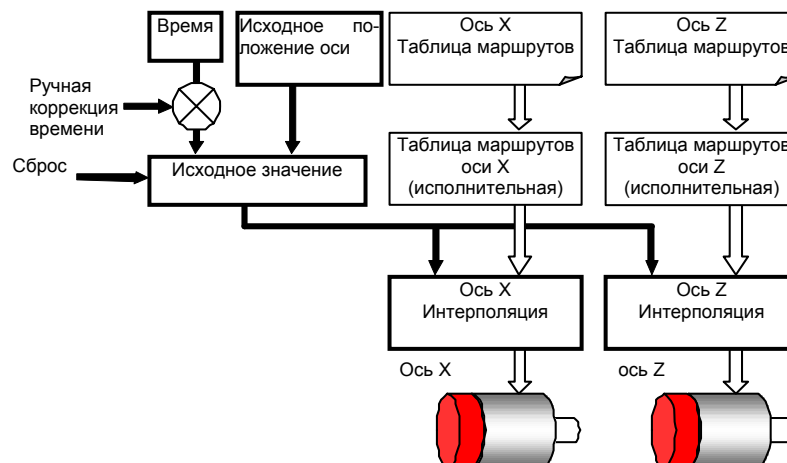 Время
Исходное по-
ложение оси
Ось X
Таблица маршрутов
Ось Z
Таблица маршрутов
Ручная
коррекция
времени
Сброс
Исходное значение
Таблица маршрутов
оси X
(исполнительная)
Таблица маршрутов
оси Z
(исполнительная)
Ось X
Интерполяция
Ось Z
Интерполяция
Ось X
ось Z